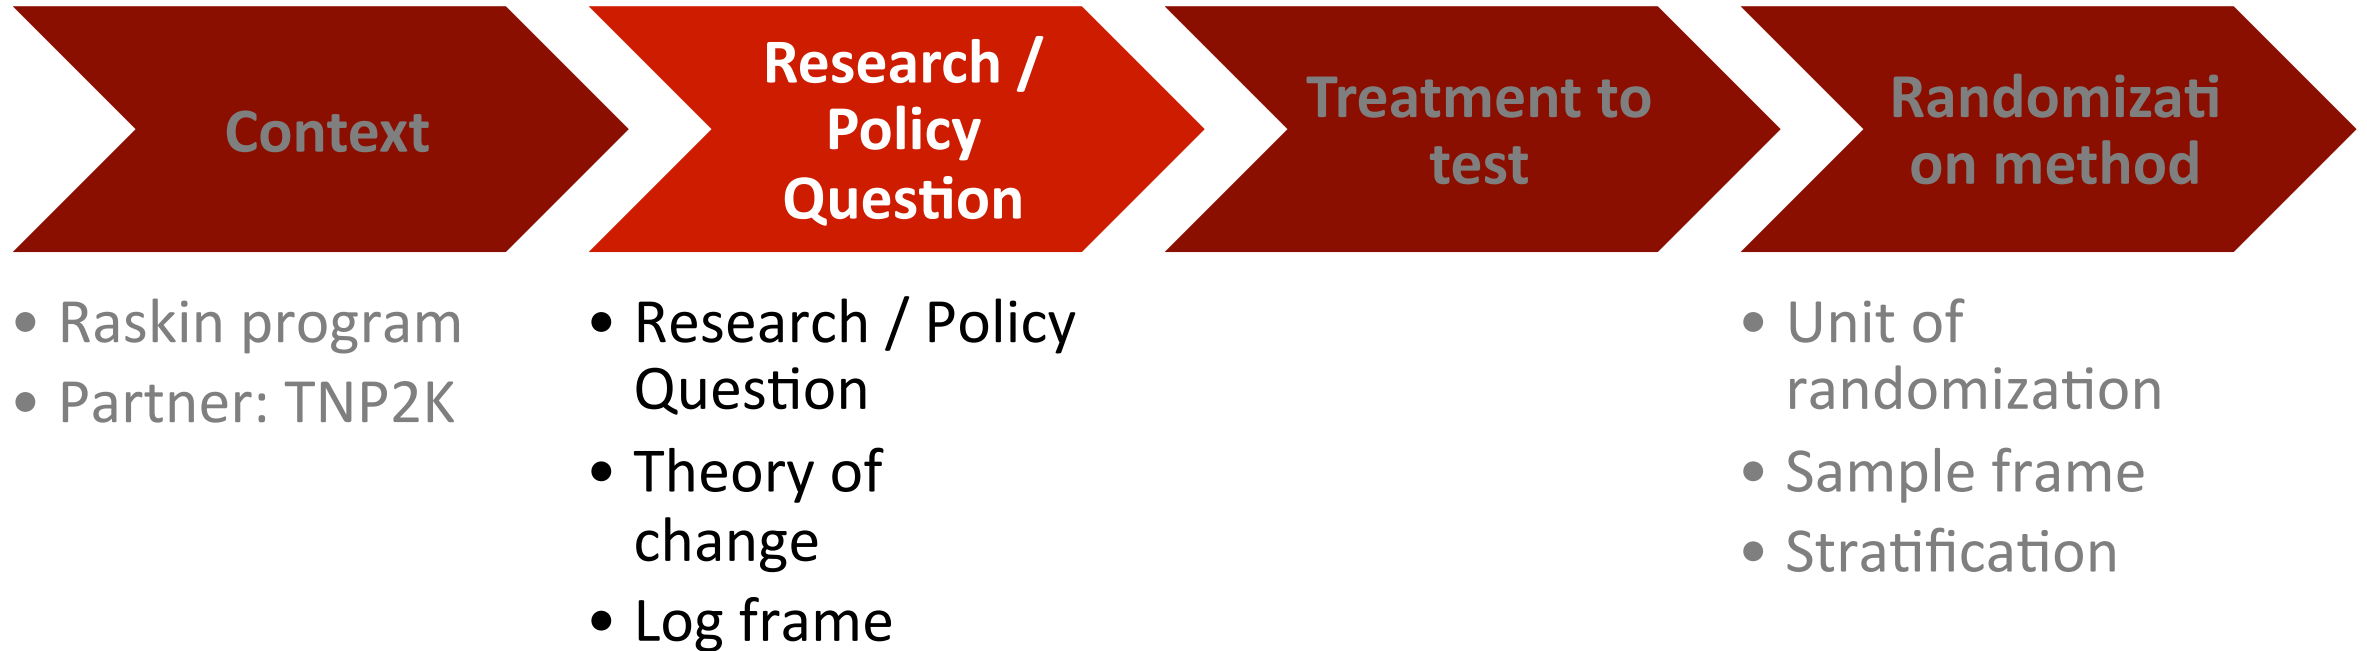 Context
Research /
Policy
Question
Treatment to
test
Randomizati
on method
• Raskin program
• Partner: TNP2K
• Research / Policy
Question
• Theory of
change
• Log frame
• Unit of
randomization
• Sample frame
• Stratification